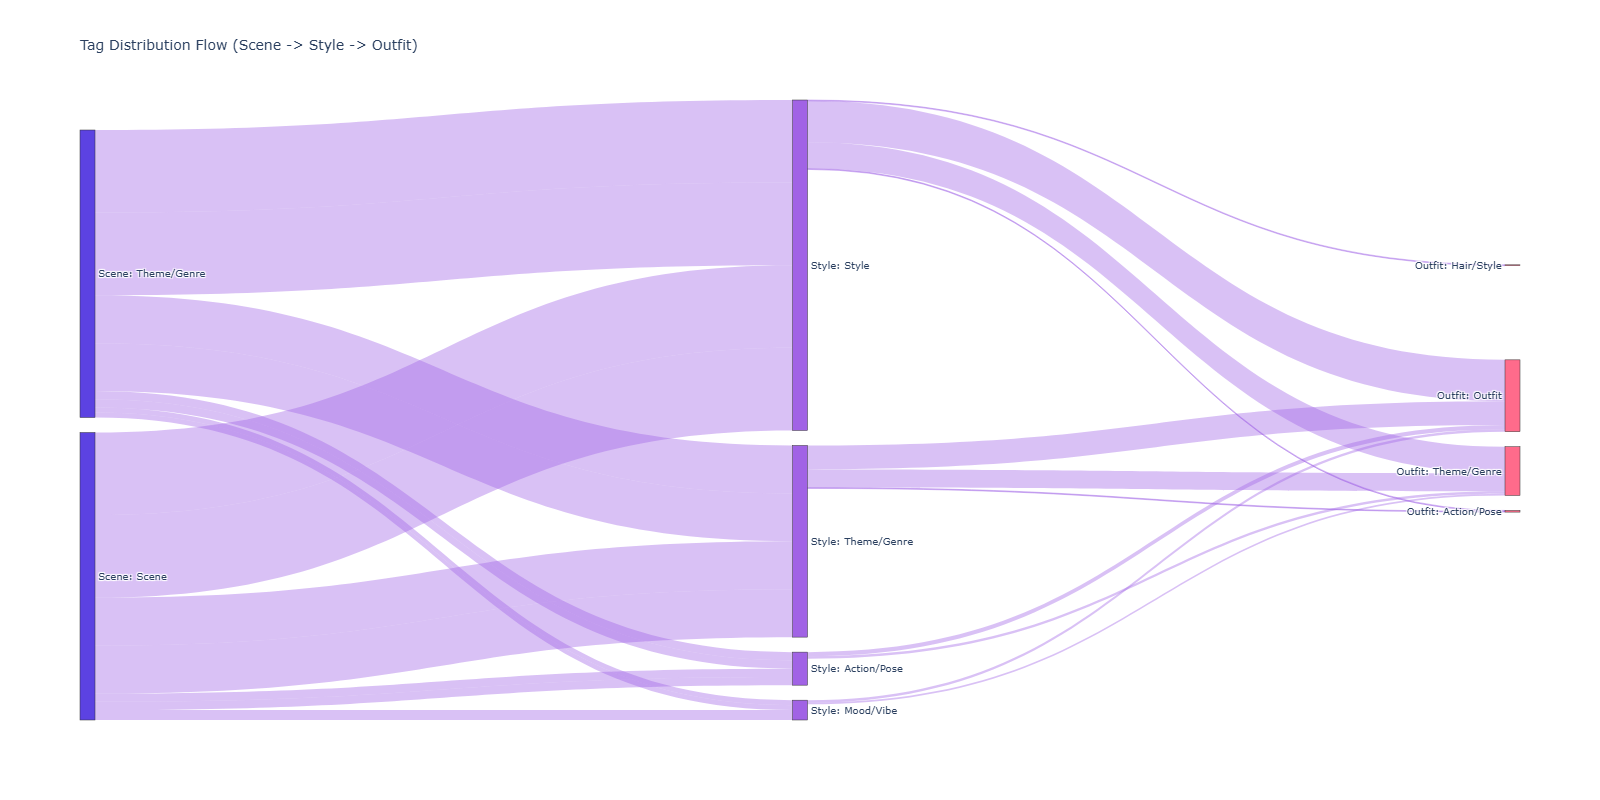 Tag Distribution Flow (Scene -> Style -> Outfit)
Scene: Theme/Genre
Scene: Scene
Style: Style
Style: Theme/Genre
Style: Action/Pose
Style: Mood/Vibe
Outfit: Hair/Style
Outfit: Outfit
Outfit: Theme/Genre
Outfit: Action/Pose